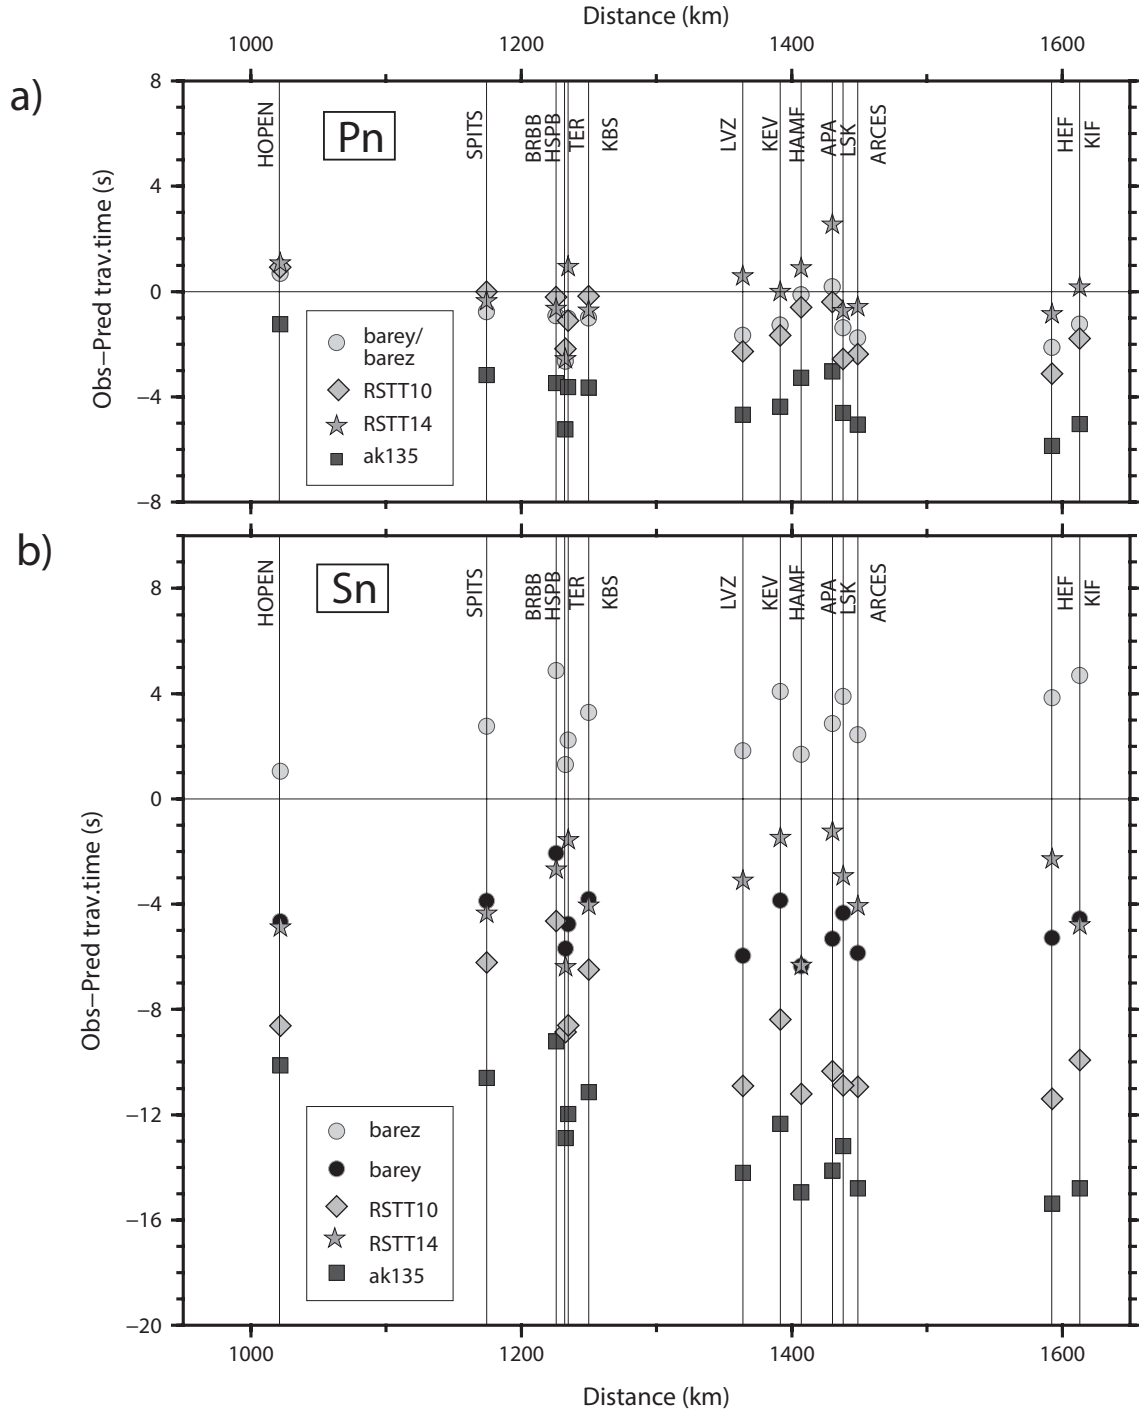 Distance (km)
1000 1200 1400 1600
a)
Pn
HOPEN SPITS BRBB HSPB TER KBS LVZ KEV HAMF APA LSK ARCES HEF KIF
8
4
0
−4
−8
Obs−Pred trav.time (s)
barey/
barez
RSTT10
RSTT14
ak135
b)
Sn
HOPEN SPITS BRBB HSPB TER KBS LVZ KEV HAMF APA LSK ARCES HEF KIF
8
4
0
−4
−8
−12
−16
−20
Obs−Pred trav.time (s)
barez
barey
RSTT10
RSTT14
ak135
1000 1200 1400 1600
Distance (km)